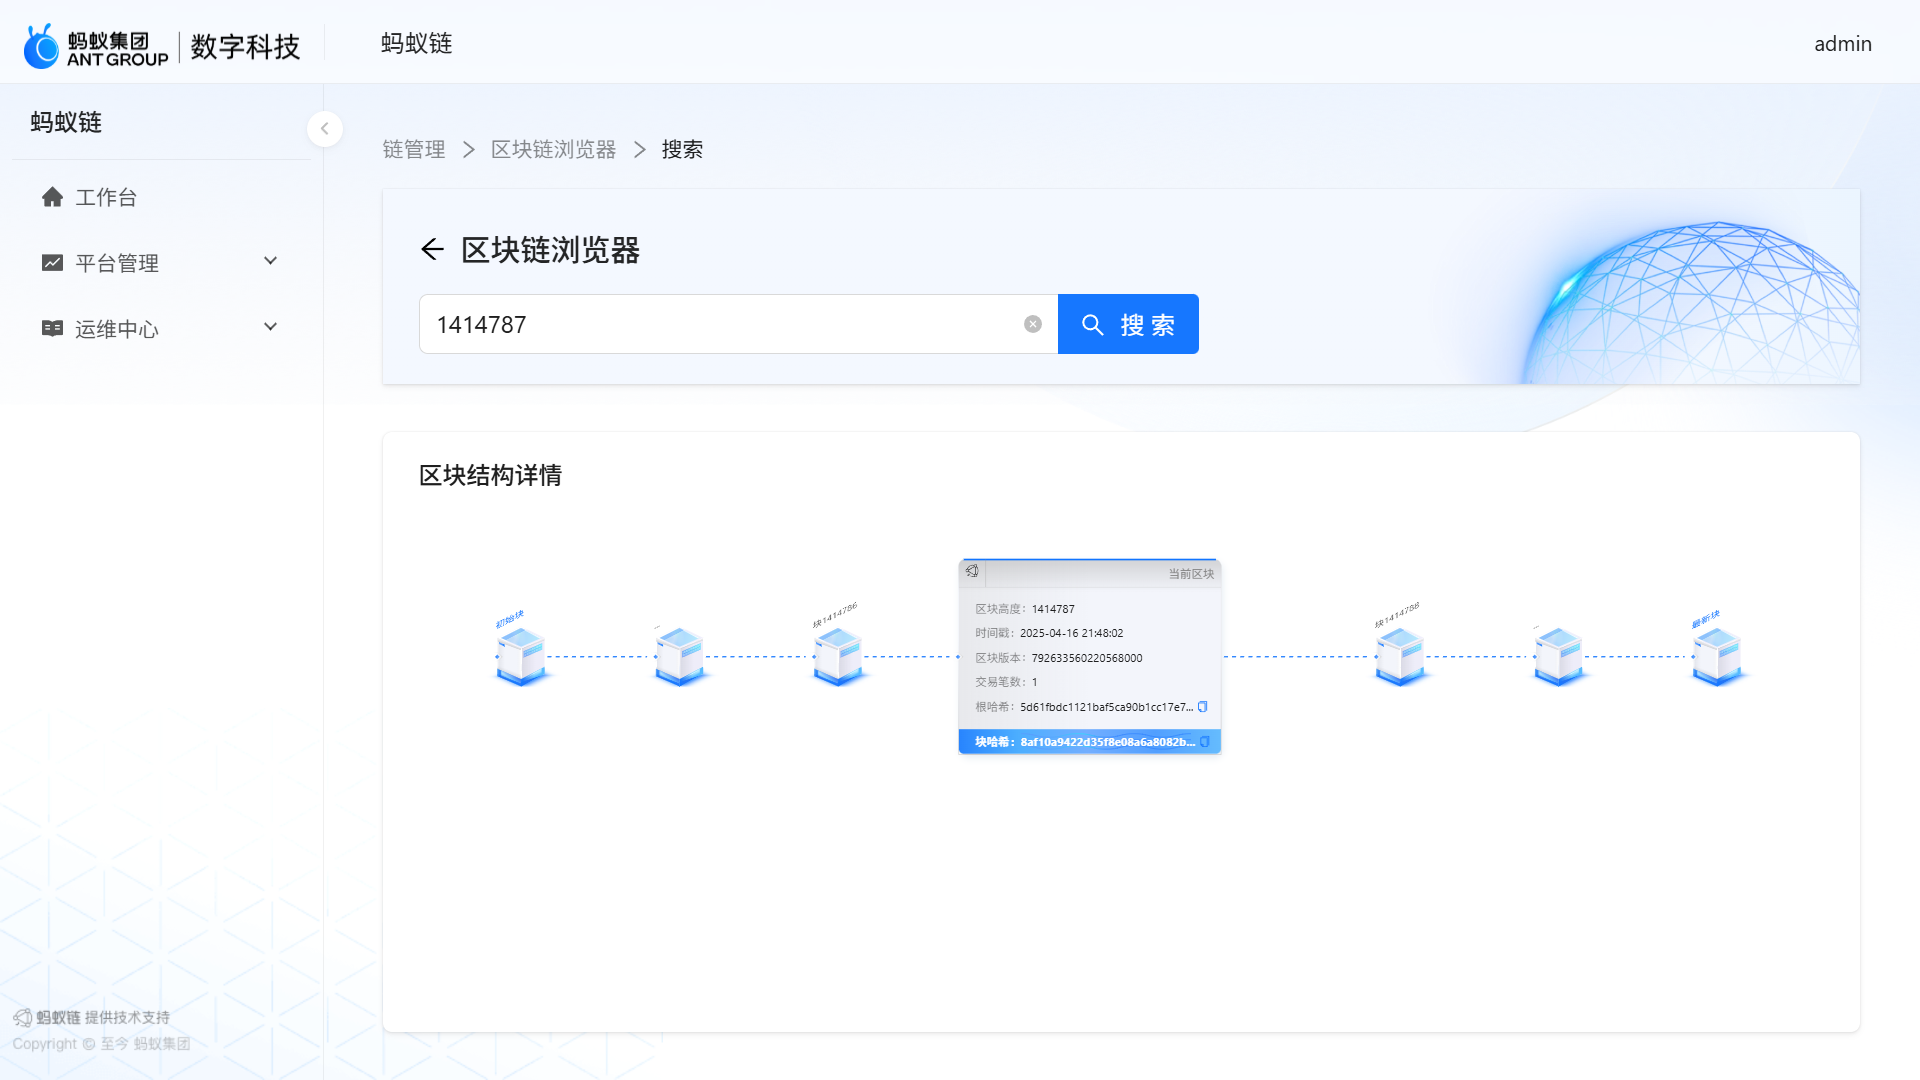 蚂蚁集团
ANT GROUP
数字科技
蚂蚁链
admin
蚂蚁链
工作台
平台管理
运维中心
链管理 > 区块链浏览器 > 搜索
区块链浏览器
1414787
搜 索
区块结构详情
初始块
...
块1414786
当前区块
区块高度：1414787
时间戳：2025-04-16 21:48:02
区块版本：792633560220568000
交易笔数：1
根哈希：5d61fbdc1121baf5ca90b1cc17e7...
块哈希：8af10a9422d35f8e08a6a8082b...
块1414788
...
最新块
蚂蚁链 提供技术支持
Copyright © 至今 蚂蚁集团